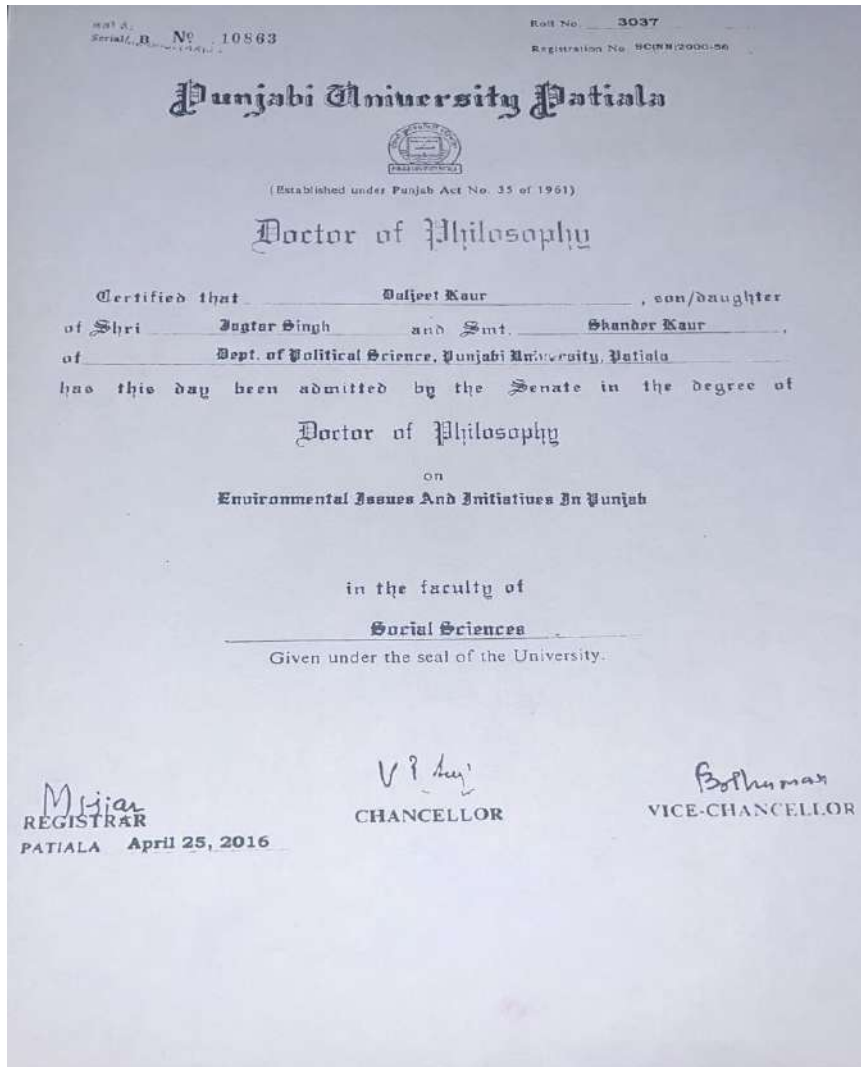 Serial B No 10863
Roll No. 3037
Registration No.
Punjabi University Patiala
(Established under Punjab Act No. 35 of 1961)
Doctor of Philosophy
Certified that Daljeet Kaur, son/daughter
of Shri Jagtar Singh and Smt. Skander Kaur,
of Dept. of Political Science, Punjabi University, Patiala
has this day been admitted by the Senate in the degree of
Doctor of Philosophy
on
Environmental Issues And Initiatives In Punjab
in the faculty of
Social Sciences
Given under the seal of the University.
REGISTRAR
CHANCELLOR
VICE-CHANCELLOR
PATIALA April 25, 2016